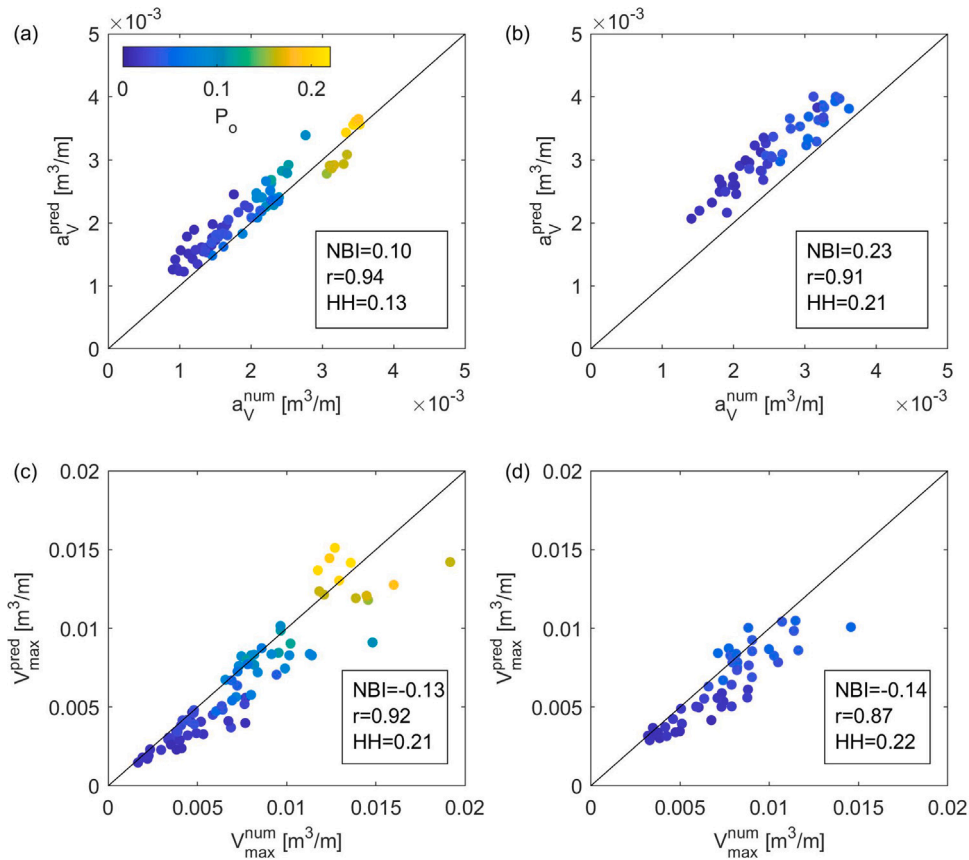 (a)
×10⁻³
5
4
3
2
1
0
0 0.1 0.2
P_o
a_V^pred [m³/m]
NBI=0.10
r=0.94
HH=0.13
0 1 2 3 4 5
a_V^num [m³/m] ×10⁻³
(b)
×10⁻³
5
4
3
2
1
0
a_V^pred [m³/m]
NBI=0.23
r=0.91
HH=0.21
0 1 2 3 4 5
a_V^num [m³/m] ×10⁻³
(c)
0.02
0.015
0.01
0.005
0
V_max^pred [m³/m]
NBI=-0.13
r=0.92
HH=0.21
0 0.005 0.01 0.015 0.02
V_max^num [m³/m]
(d)
0.02
0.015
0.01
0.005
0
V_max^pred [m³/m]
NBI=-0.14
r=0.87
HH=0.22
0 0.005 0.01 0.015 0.02
V_max^num [m³/m]